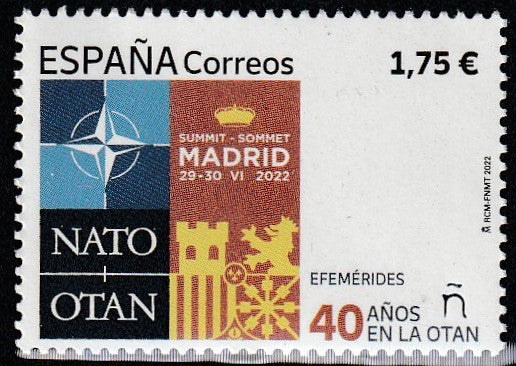 ESPAÑA Correos 1,75 €
SUMMIT - SOMMET
MADRID
29-30 VI 2022
NATO
OTAN
EFEMÉRIDES
40 AÑOS
EN LA OTAN
Ñ
RCM-FNMT 2022